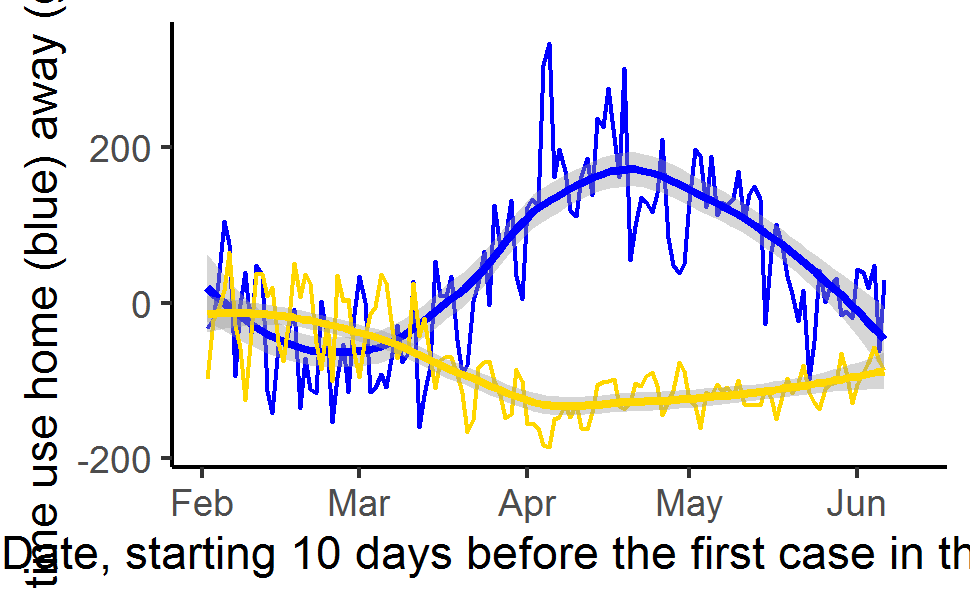 time use home (blue) away (
200
0
-200
Feb Mar Apr May Jun
Date, starting 10 days before the first case in th